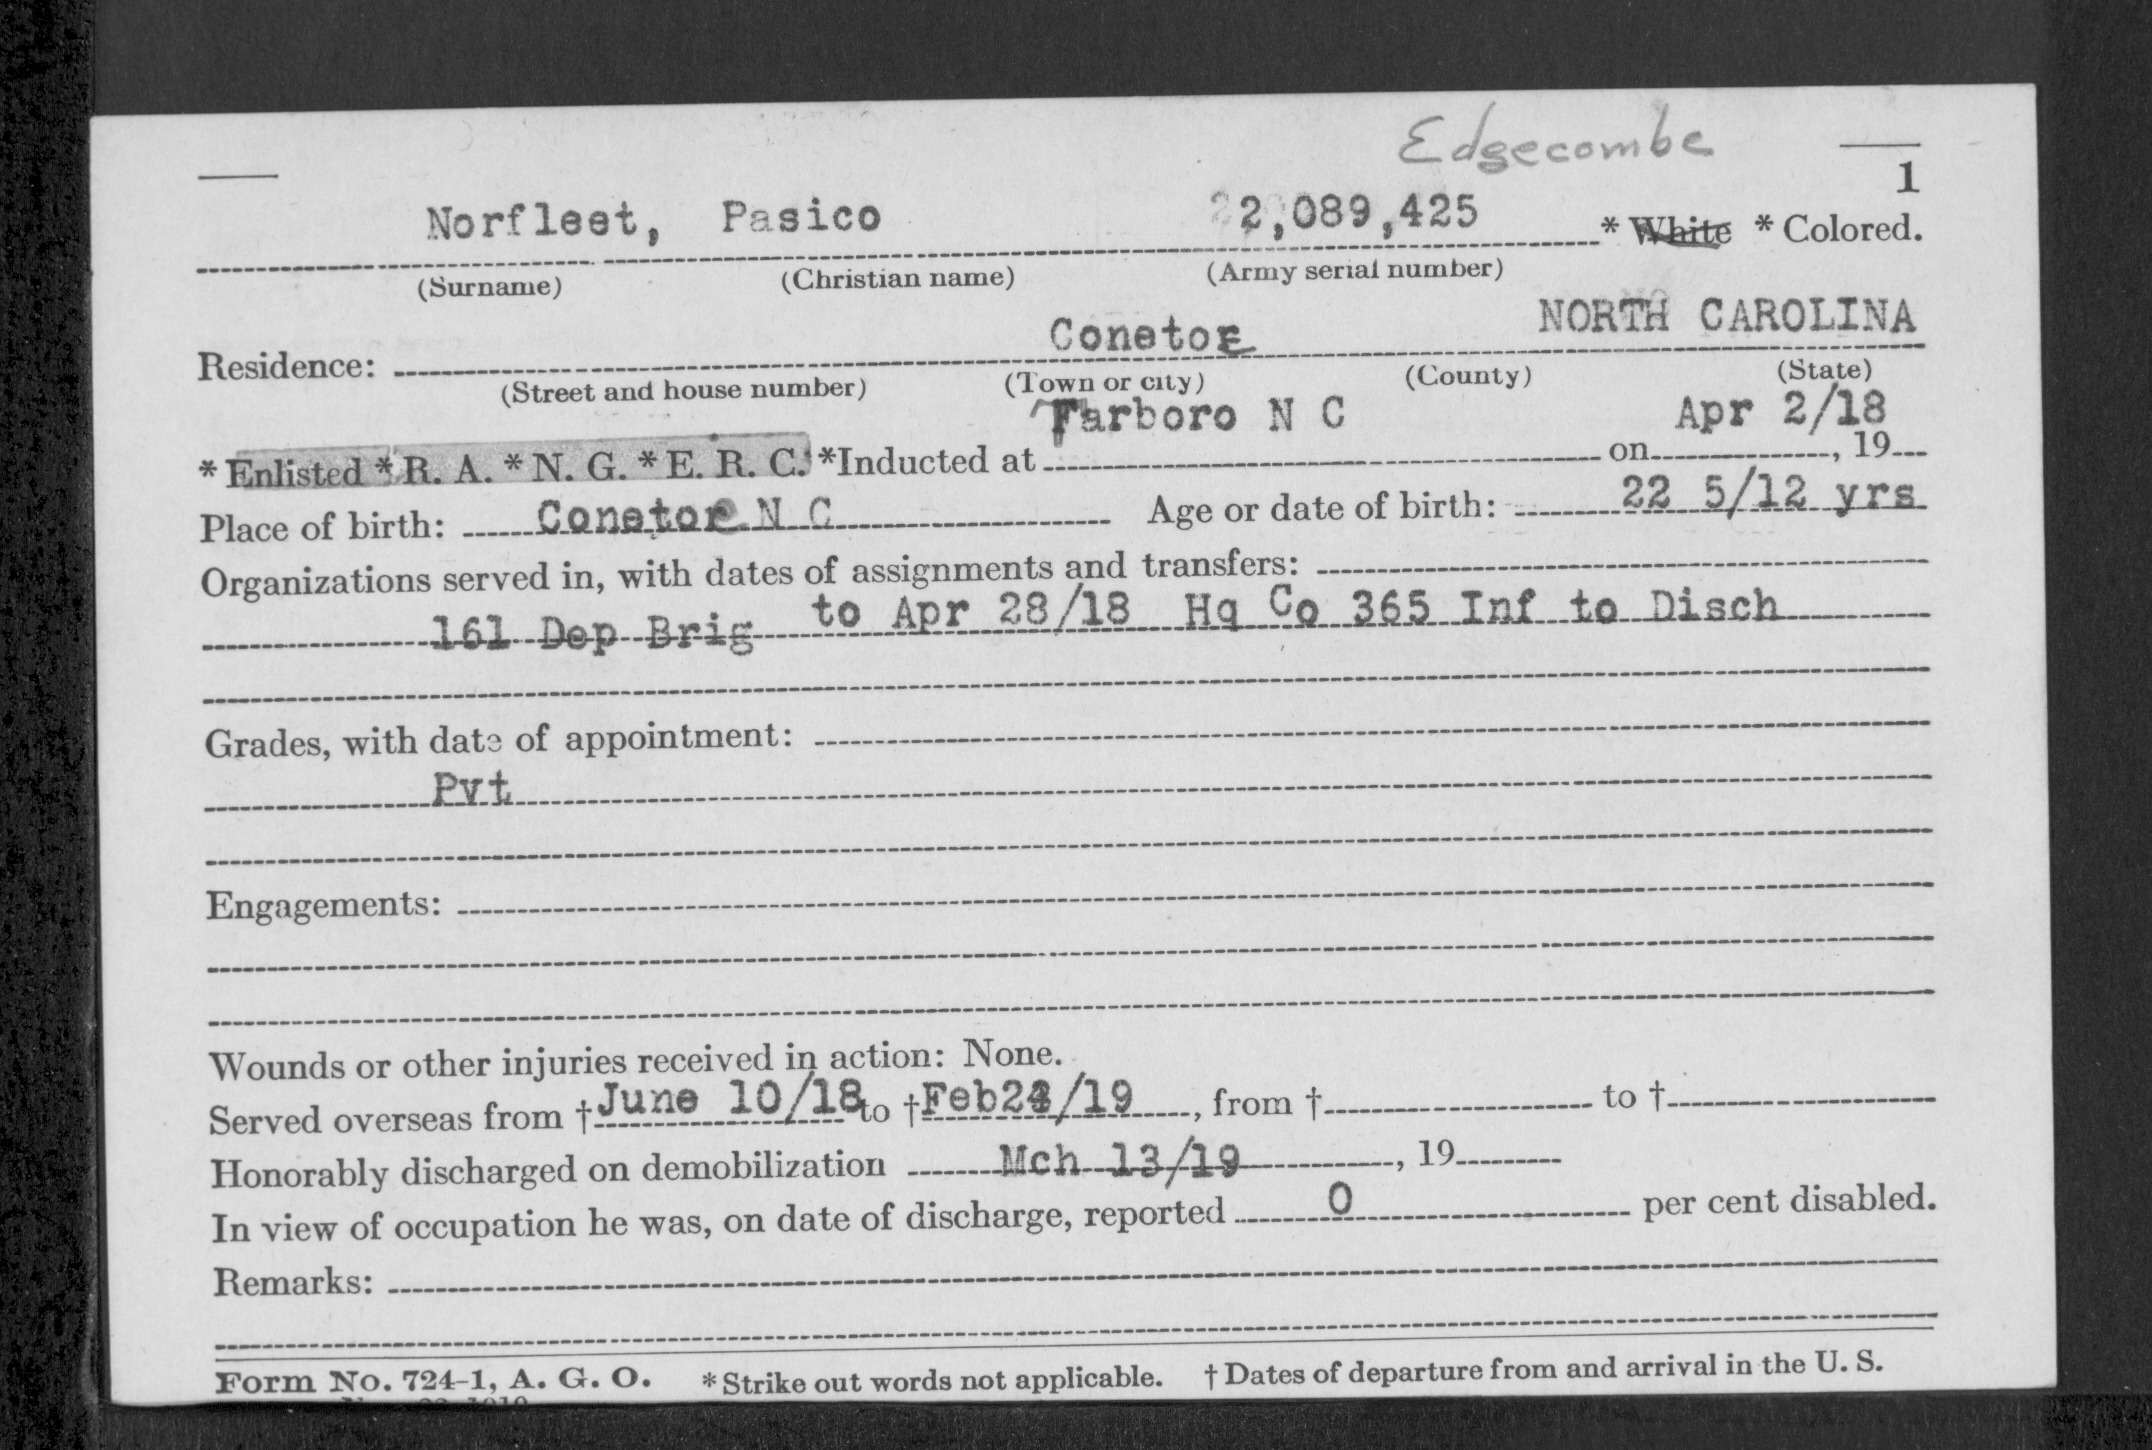 Edgecombe
1
Norfleet, Pasico 2,089,425 * White * Colored.
(Surname) (Christian name) (Army serial number)
Residence: Conetoe NORTH CAROLINA
(Street and house number) (Town or city) (County) (State)
* Enlisted * R. A. * N. G. * E. R. C. *Inducted at Tarboro N C on Apr 2/18, 19
Place of birth: Conetoe N C Age or date of birth: 22 5/12 yrs
Organizations served in, with dates of assignments and transfers:
161 Dep Brig to Apr 28/18 Hq Co 365 Inf to Disch
Grades, with date of appointment:
Pvt
Engagements:
Wounds or other injuries received in action: None.
Served overseas from † June 10/18 to † Feb /19, from † to †
Honorably discharged on demobilization Mch 13/19, 19
In view of occupation he was, on date of discharge, reported 0 per cent disabled.
Remarks:
Form No. 724-1, A. G. O. *Strike out words not applicable. † Dates of departure from and arrival in the U. S.